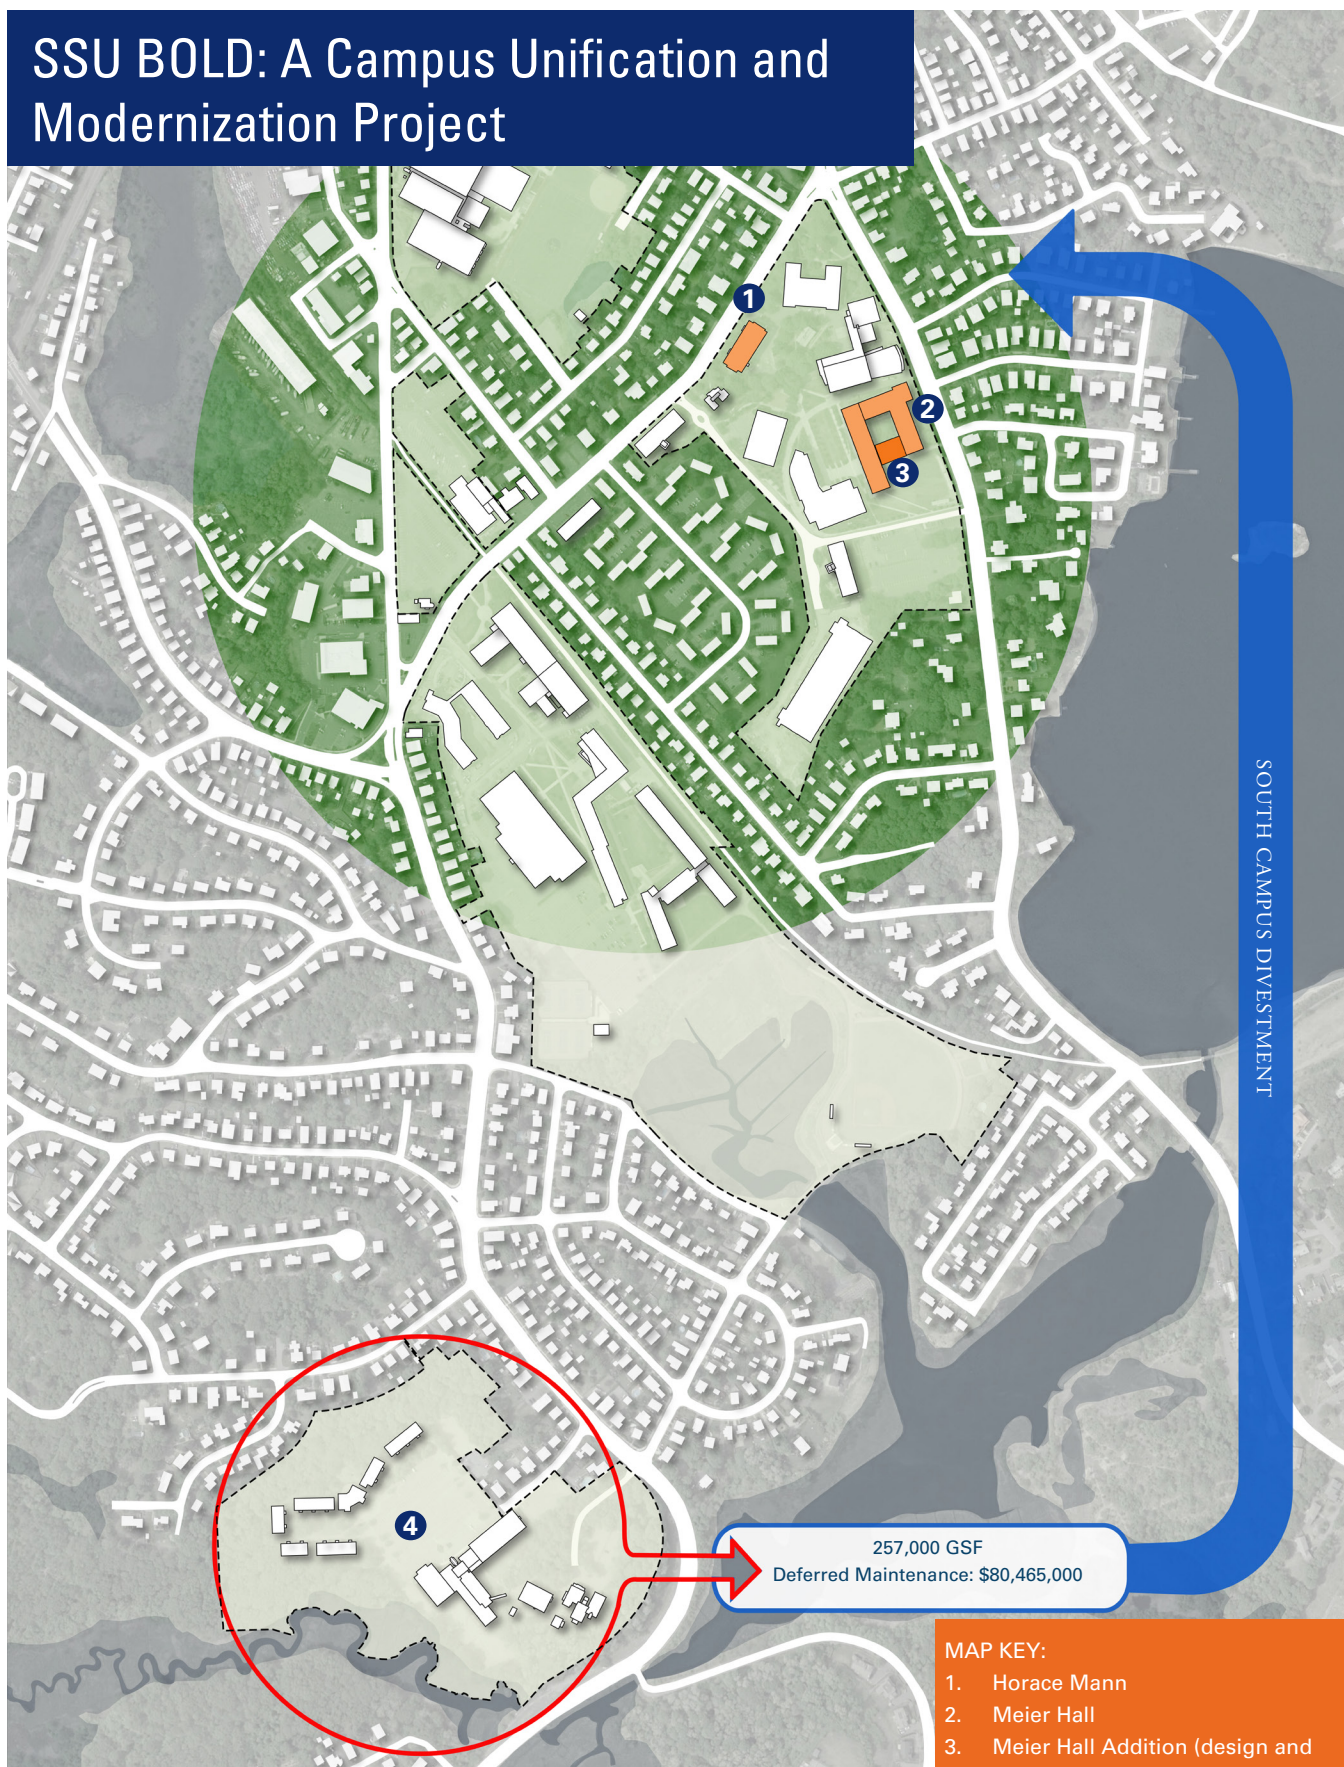 SSU BOLD: A Campus Unification and
Modernization Project
1
2
3
SOUTH CAMPUS DIVESTMENT
4
257,000 GSF
Deferred Maintenance: $80,465,000
MAP KEY:
1. Horace Mann
2. Meier Hall
3. Meier Hall Addition (design and